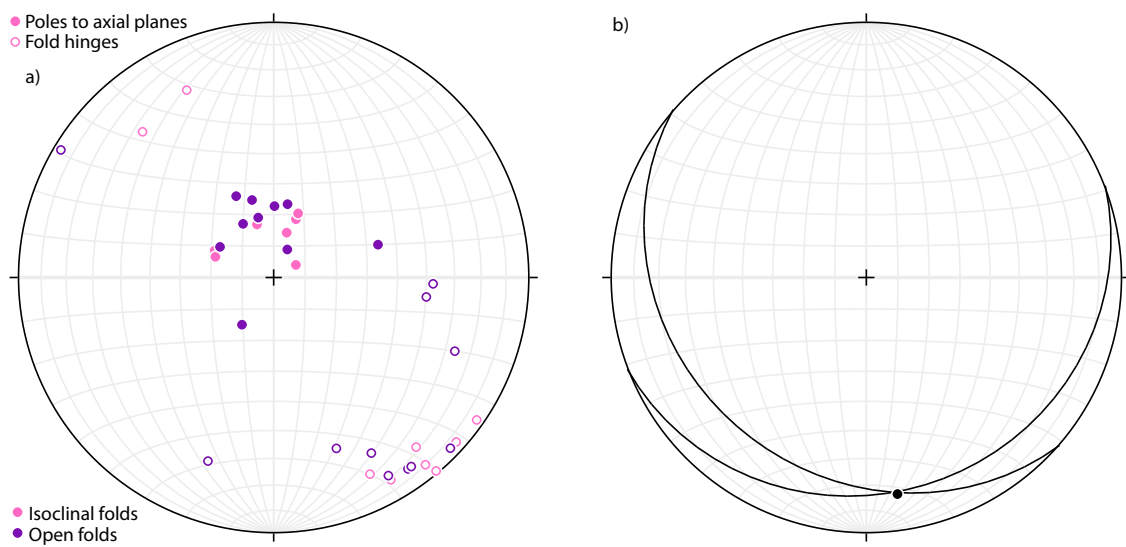 Poles to axial planes
Fold hinges
a)
b)
Isoclinal folds
Open folds